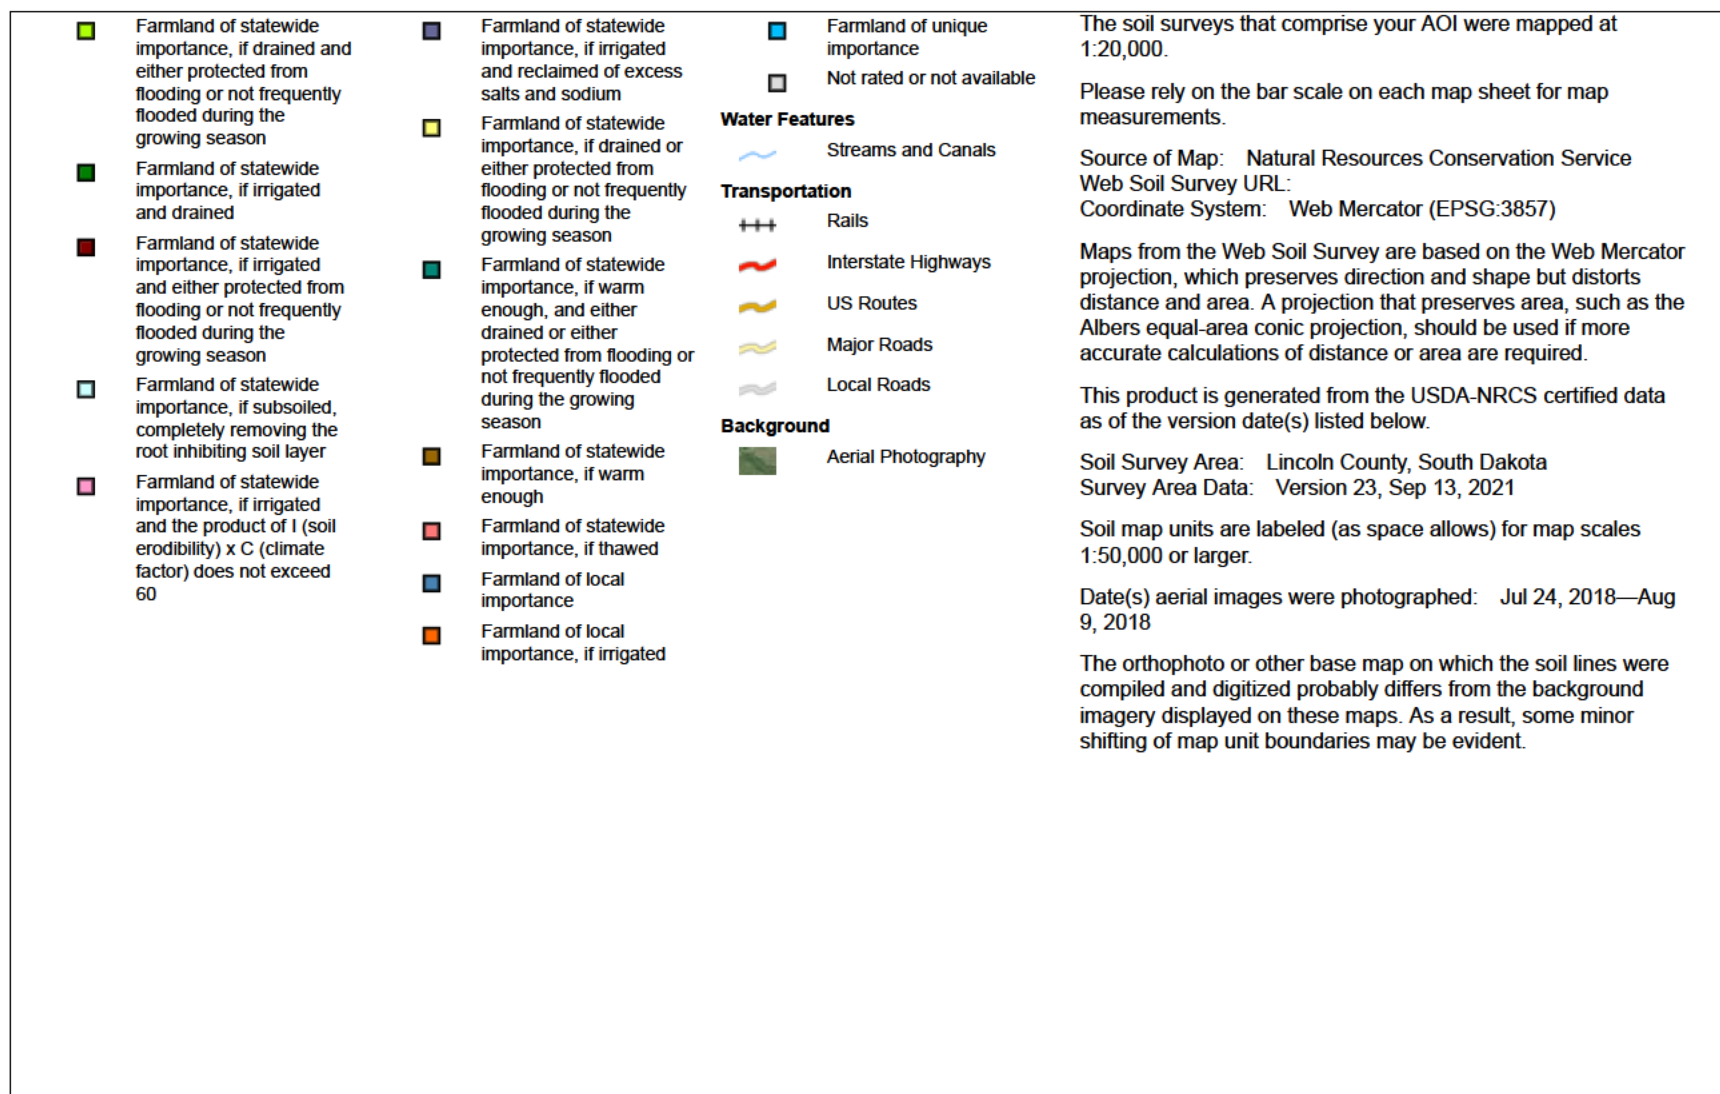 Farmland of statewide
importance, if drained and
either protected from
flooding or not frequently
flooded during the
growing season
Farmland of statewide
importance, if irrigated
and drained
Farmland of statewide
importance, if irrigated
and either protected from
flooding or not frequently
flooded during the
growing season
Farmland of statewide
importance, if subsoiled,
completely removing the
root inhibiting soil layer
Farmland of statewide
importance, if irrigated
and the product of I (soil
erodibility) x C (climate
factor) does not exceed
60
Farmland of statewide
importance, if irrigated
and reclaimed of excess
salts and sodium
Farmland of statewide
importance, if drained or
either protected from
flooding or not frequently
flooded during the
growing season
Farmland of statewide
importance, if warm
enough, and either
drained or either
protected from flooding or
not frequently flooded
during the growing
season
Farmland of statewide
importance, if warm
enough
Farmland of statewide
importance, if thawed
Farmland of local
importance
Farmland of local
importance, if irrigated
Farmland of unique
importance
Not rated or not available
Water Features
Streams and Canals
Transportation
Rails
Interstate Highways
US Routes
Major Roads
Local Roads
Background
Aerial Photography
The soil surveys that comprise your AOI were mapped at
1:20,000.
Please rely on the bar scale on each map sheet for map
measurements.
Source of Map: Natural Resources Conservation Service
Web Soil Survey URL:
Coordinate System: Web Mercator (EPSG:3857)
Maps from the Web Soil Survey are based on the Web Mercator
projection, which preserves direction and shape but distorts
distance and area. A projection that preserves area, such as the
Albers equal-area conic projection, should be used if more
accurate calculations of distance or area are required.
This product is generated from the USDA-NRCS certified data
as of the version date(s) listed below.
Soil Survey Area: Lincoln County, South Dakota
Survey Area Data: Version 23, Sep 13, 2021
Soil map units are labeled (as space allows) for map scales
1:50,000 or larger.
Date(s) aerial images were photographed: Jul 24, 2018—Aug
9, 2018
The orthophoto or other base map on which the soil lines were
compiled and digitized probably differs from the background
imagery displayed on these maps. As a result, some minor
shifting of map unit boundaries may be evident.